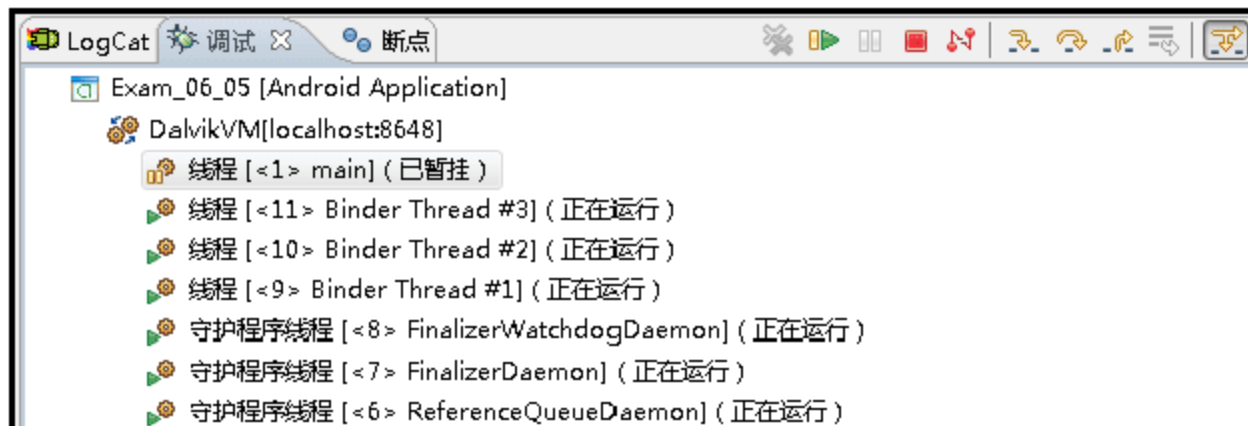 LogCat 调试 断点
Exam_06_05 [Android Application]
DalvikVM[localhost:8648]
线程 [<1> main] ( 已暂挂 )
线程 [<11> Binder Thread #3] ( 正在运行 )
线程 [<10> Binder Thread #2] ( 正在运行 )
线程 [<9> Binder Thread #1] ( 正在运行 )
守护程序线程 [<8> FinalizerWatchdogDaemon] ( 正在运行 )
守护程序线程 [<7> FinalizerDaemon] ( 正在运行 )
守护程序线程 [<6> ReferenceQueueDaemon] ( 正在运行 )